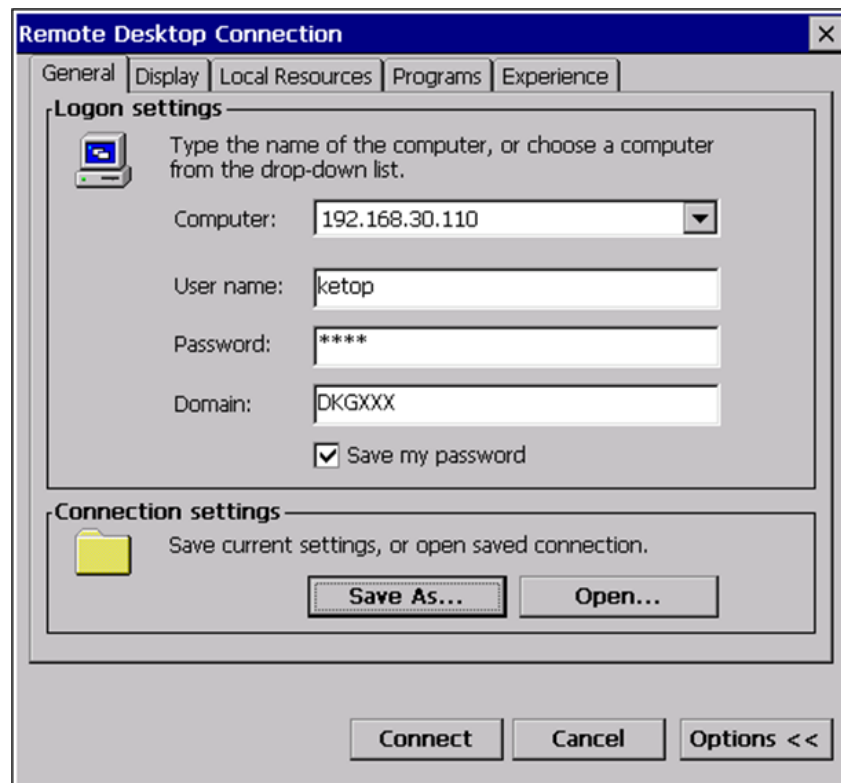 Remote Desktop Connection
General Display Local Resources Programs Experience
Logon settings
Type the name of the computer, or choose a computer
from the drop-down list.
Computer: 192.168.30.110
User name: ketop
Password: ****
Domain: DKGXXX
Save my password
Connection settings
Save current settings, or open saved connection.
Save As... Open...
Connect Cancel Options <<